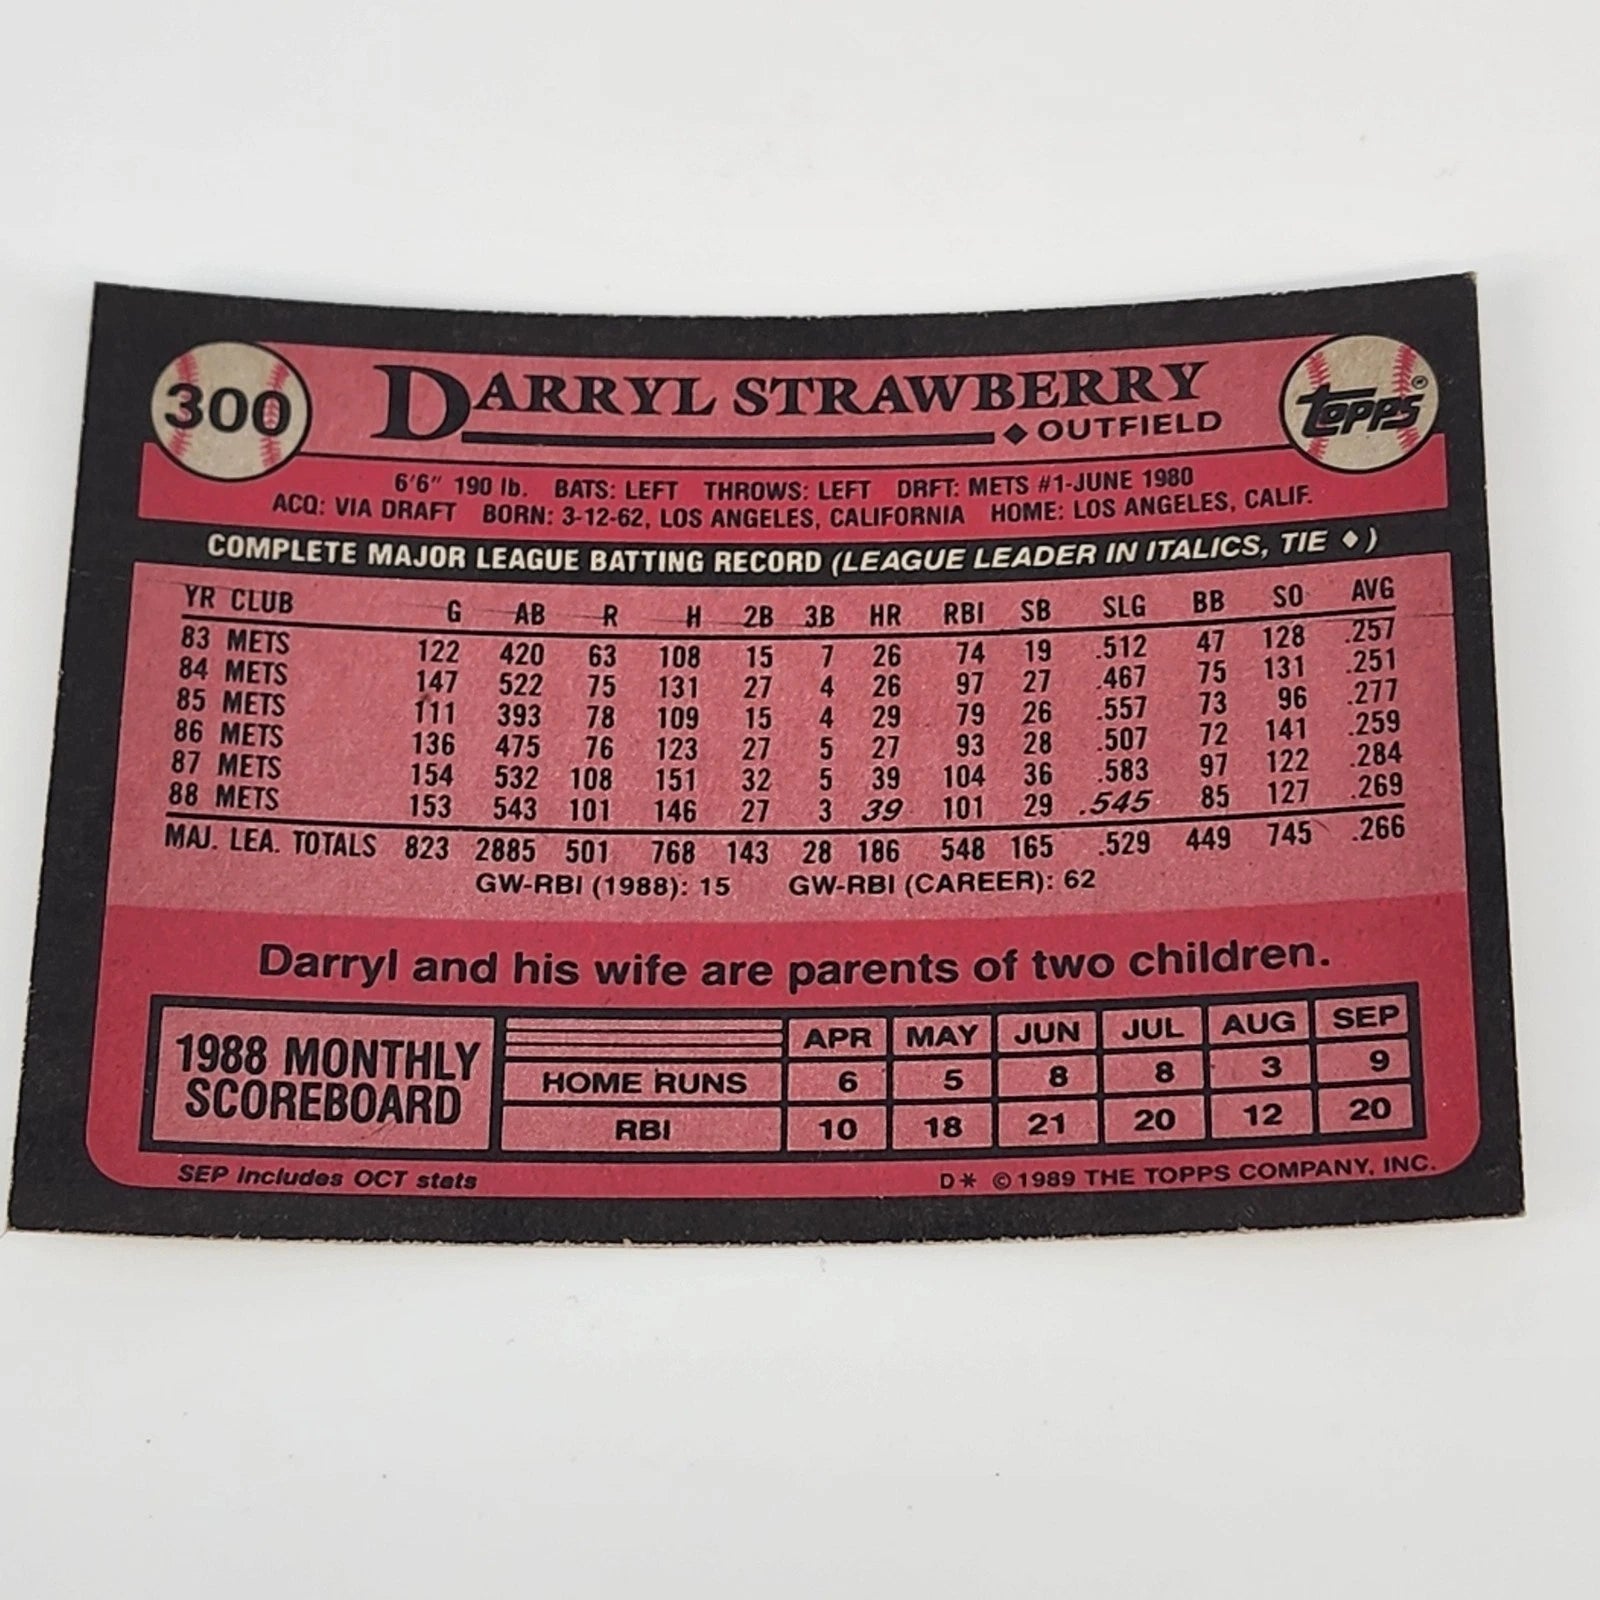 300
DARRYL STRAWBERRY
◆ OUTFIELD
topps®
6'6" 190 lb. BATS: LEFT THROWS: LEFT DRFT: METS #1-JUNE 1980
ACQ: VIA DRAFT BORN: 3-12-62, LOS ANGELES, CALIFORNIA HOME: LOS ANGELES, CALIF.
COMPLETE MAJOR LEAGUE BATTING RECORD (LEAGUE LEADER IN ITALICS, TIE ◆)
YR CLUB G AB R H 2B 3B HR RBI SB SLG BB SO AVG
83 METS 122 420 63 108 15 7 26 74 19 .512 47 128 .257
84 METS 147 522 75 131 27 4 26 97 27 .467 75 131 .251
85 METS 111 393 78 109 15 4 29 79 26 .557 73 96 .277
86 METS 136 475 76 123 27 5 27 93 28 .507 72 141 .259
87 METS 154 532 108 151 32 5 39 104 36 .583 97 122 .284
88 METS 153 543 101 146 27 3 39 101 29 .545 85 127 .269
MAJ. LEA. TOTALS 823 2885 501 768 143 28 186 548 165 .529 449 745 .266
GW-RBI (1988): 15 GW-RBI (CAREER): 62
Darryl and his wife are parents of two children.
1988 MONTHLY
SCOREBOARD
APR MAY JUN JUL AUG SEP
HOME RUNS 6 5 8 8 3 9
RBI 10 18 21 20 12 20
SEP includes OCT stats
D* © 1989 THE TOPPS COMPANY, INC.